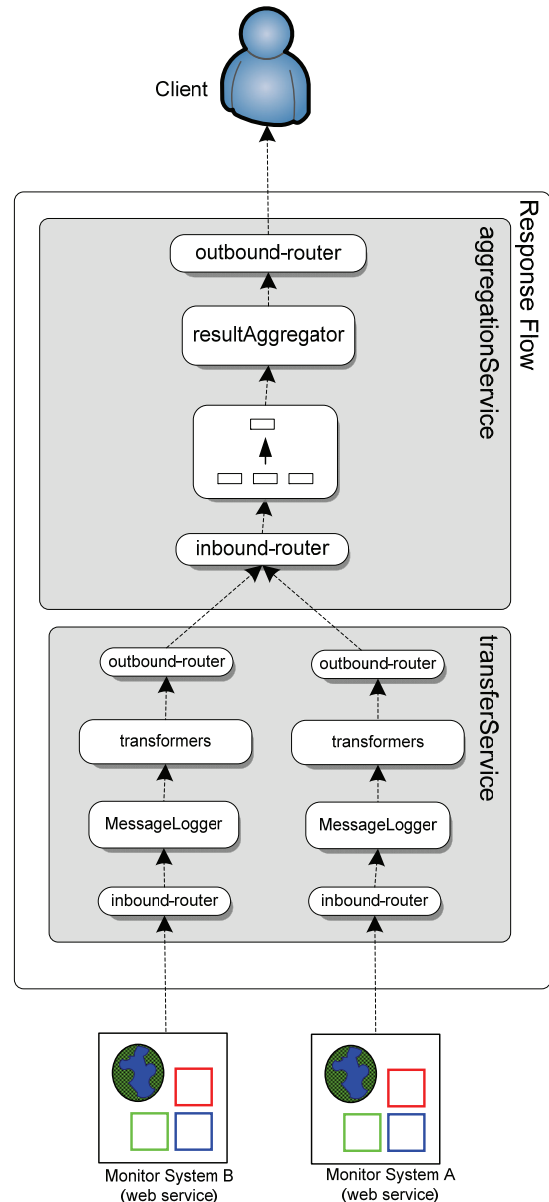 Client
Response Flow
aggregationService
outbound-router
resultAggregator
inbound-router
transferService
outbound-router
outbound-router
transformers
transformers
MessageLogger
MessageLogger
inbound-router
inbound-router
Monitor System B
(web service)
Monitor System A
(web service)